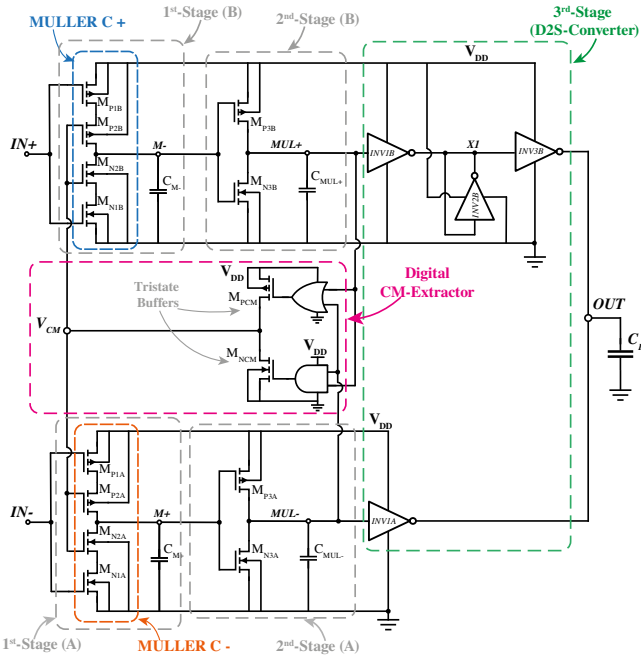 1st-Stage (B)
3rd-Stage
(D2S-Converter)
MULLER C +
2nd-Stage (B)
VDD
MP1B
MP2B
MP3B
IN+
M-
MUL+
INV1B
X1
INV3B
MN2B
CM-
MN3B
CMUL+
INV2B
MN1B
VDD
Digital
CM-Extractor
Tristate
Buffers
MPCM
VCM
OUT
MNCM
VDD
VDD
MP1A
MP3A
MP2A
IN-
M+
MUL-
INV1A
MN2A
CM+
MN3A
CMUL-
MN1A
1st-Stage (A)
MULLER C -
2nd-Stage (A)